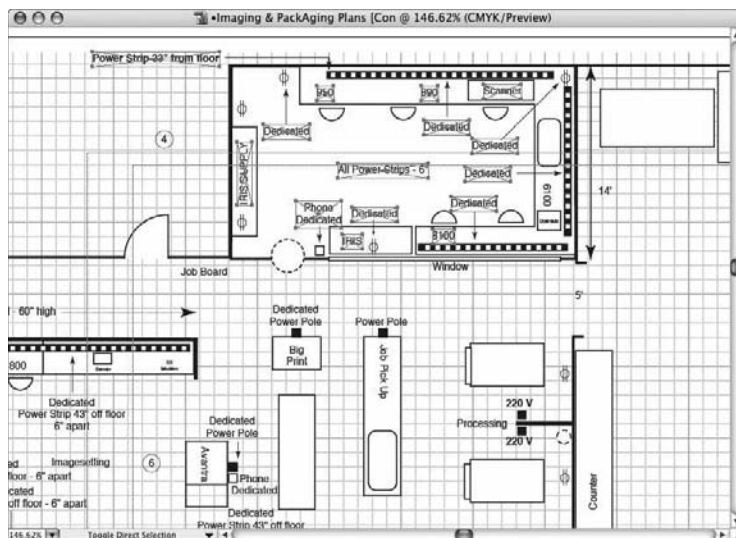 •Imaging & PackAging Plans [Con @ 146.62% (CMYK/Preview)
Power Strip 33" from floor
950
950
Scanner
Dedicated
Dedicated
Dedicated
4
IRIS SUPPLY
All Power Strips - 6"
Dedicated
6100
14'
Phone
Dedicated
Dedicated
Dedicated
IRIS
8100
Job Board
Window
5'
- 60" high
Dedicated
Power Pole
Power Pole
Big
Print
Job Pick Up
800
Dedicated
Power Strip 43" off floor
6" apart
Dedicated
Power Pole
220 V
Processing
220 V
6
Imagesetting
floor - 6" apart
off floor - 6" apart
Avantra
Phone
Dedicated
Dedicated
Power Strip 43" off floor
Counter
146.62%
Toggle Direct Selection